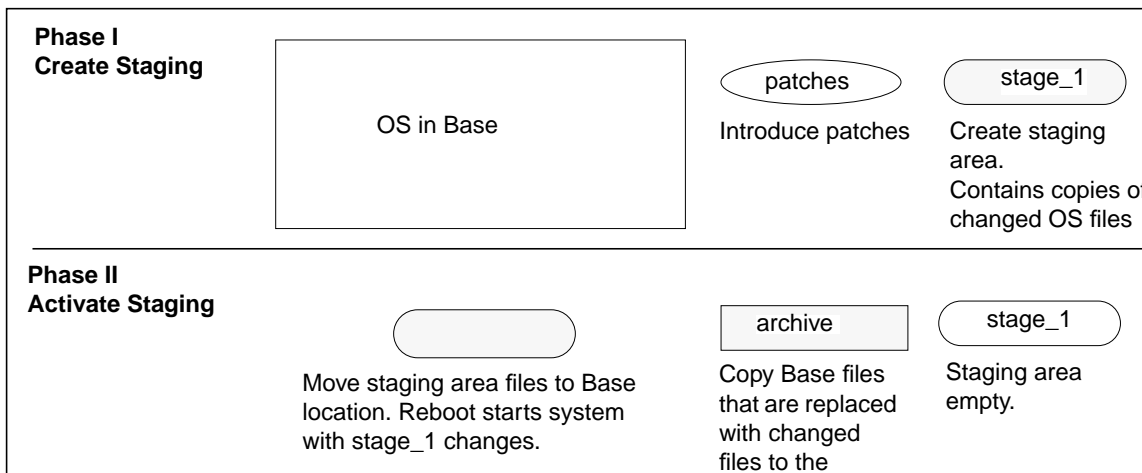 Phase I
Create Staging
OS in Base
patches
Introduce patches
stage_1
Create staging
area.
Contains copies of
changed OS files
Phase II
Activate Staging
Move staging area files to Base
location. Reboot starts system
with stage_1 changes.
archive
Copy Base files
that are replaced
with changed
files to the
stage_1
Staging area
empty.